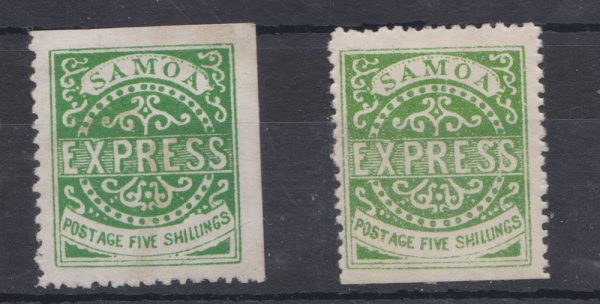 SAMOA
EXPRESS
POSTAGE FIVE SHILLINGS
SAMOA
EXPRESS
POSTAGE FIVE SHILLINGS